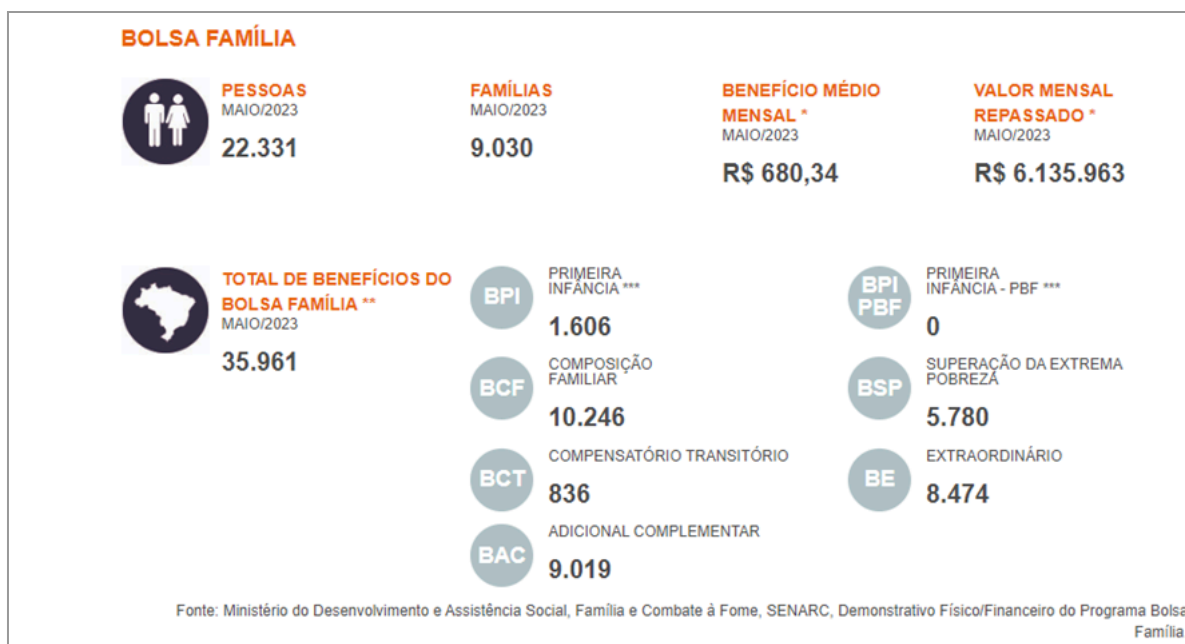 BOLSA FAMÍLIA
PESSOAS
MAIO/2023
22.331
FAMÍLIAS
MAIO/2023
9.030
BENEFÍCIO MÉDIO
MENSAL *
MAIO/2023
R$ 680,34
VALOR MENSAL
REPASSADO *
MAIO/2023
R$ 6.135.963
TOTAL DE BENEFÍCIOS DO
BOLSA FAMÍLIA **
MAIO/2023
35.961
BPI
PRIMEIRA
INFÂNCIA ***
1.606
BPI
PBF
PRIMEIRA
INFÂNCIA - PBF ***
0
BCF
COMPOSIÇÃO
FAMILIAR
10.246
BSP
SUPERAÇÃO DA EXTREMA
POBREZA
5.780
BCT
COMPENSATÓRIO TRANSITÓRIO
836
BE
EXTRAORDINÁRIO
8.474
BAC
ADICIONAL COMPLEMENTAR
9.019
Fonte: Ministério do Desenvolvimento e Assistência Social, Família e Combate à Fome, SENARC, Demonstrativo Físico/Financeiro do Programa Bolsa
Família